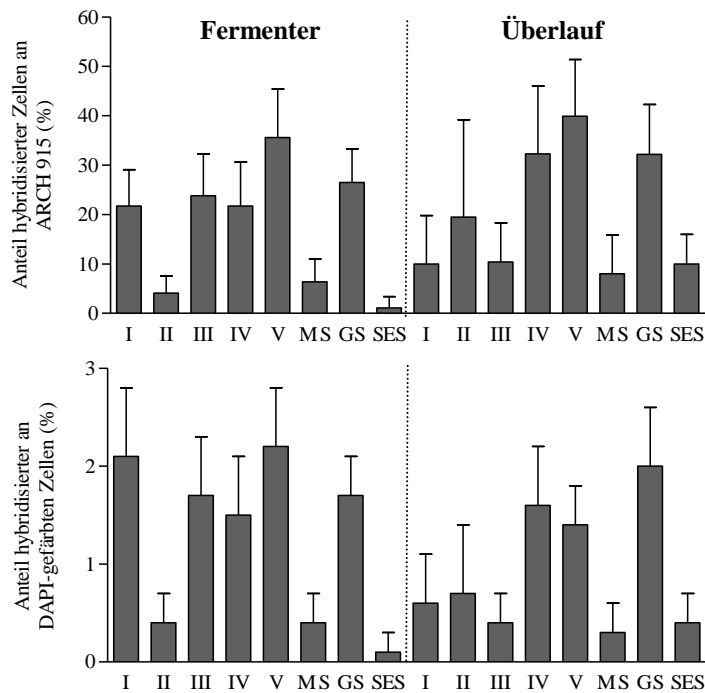 Fermenter Überlauf
Anteil hybridisierter Zellen an
ARCH 915 (%)
60
50
40
30
20
10
0
I II III IV V MS GS SES I II III IV V MS GS SES
Anteil hybridisierter an
DAPI-gefärbten Zellen (%)
3
2
1
0
I II III IV V MS GS SES I II III IV V MS GS SES